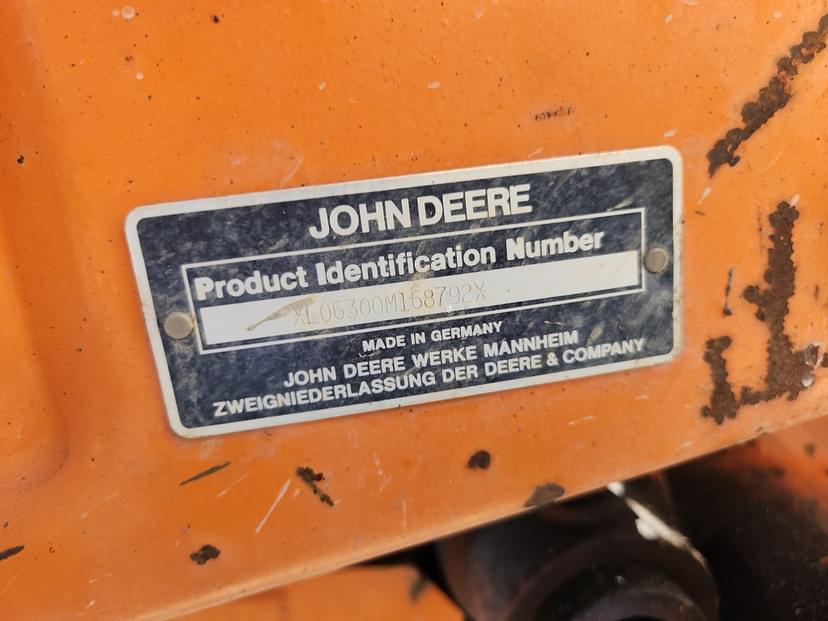 JOHN DEERE
Product Identification Number
XL06300M168792X
MADE IN GERMANY
JOHN DEERE WERKE MANNHEIM
ZWEIGNIEDERLASSUNG DER DEERE & COMPANY